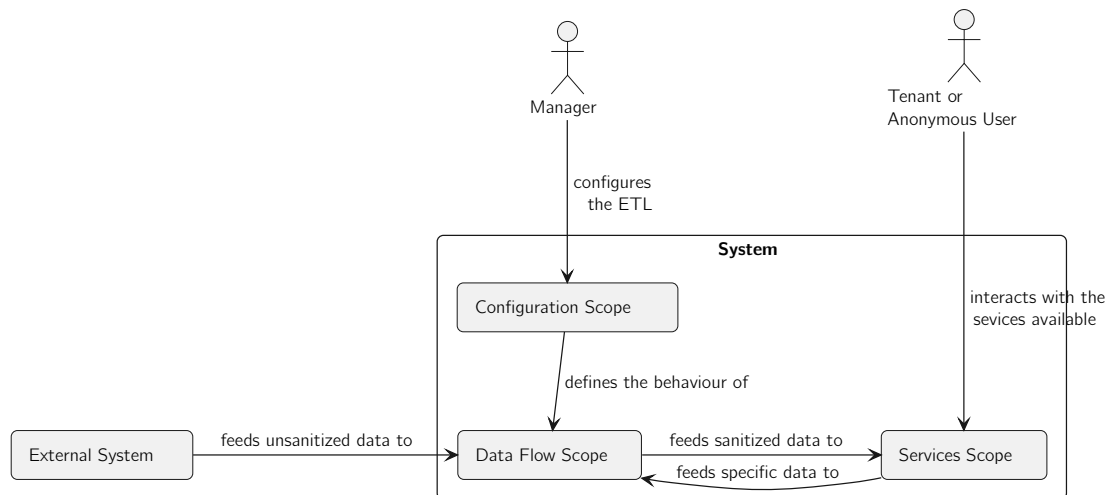 Manager
Tenant or
Anonymous User
configures
the ETL
System
Configuration Scope
interacts with the
sevices available
defines the behaviour of
External System
feeds unsanitized data to
Data Flow Scope
feeds sanitized data to
feeds specific data to
Services Scope